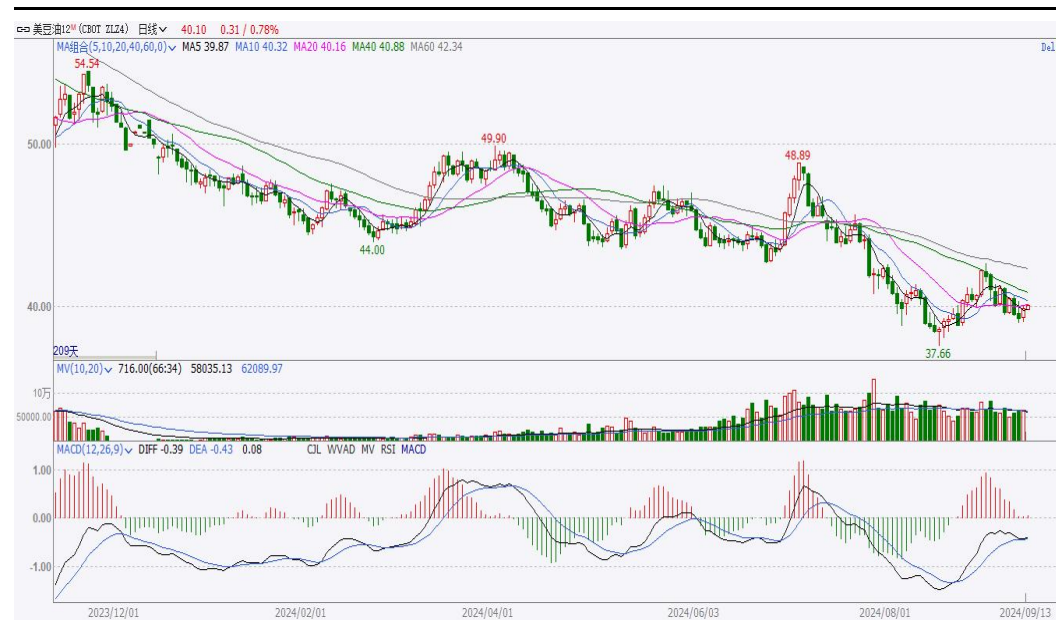 美豆油12M (CBOT ZLZ4) 日线 40.10 0.31 / 0.78%
MA组合(5,10,20,40,60,0) MA5 39.87 MA10 40.32 MA20 40.16 MA40 40.88 MA60 42.34 Del
54.54
50.00
49.90
48.89
44.00
40.00
37.66
209天
MV(10,20) 716.00(66:34) 58035.13 62089.97
10万
50000.00
MACD(12,26,9) DIFF -0.39 DEA -0.43 0.08 CJL WVAD MV RSI MACD
1.00
0.00
-1.00
2023/12/01 2024/02/01 2024/04/01 2024/06/03 2024/08/01 2024/09/13